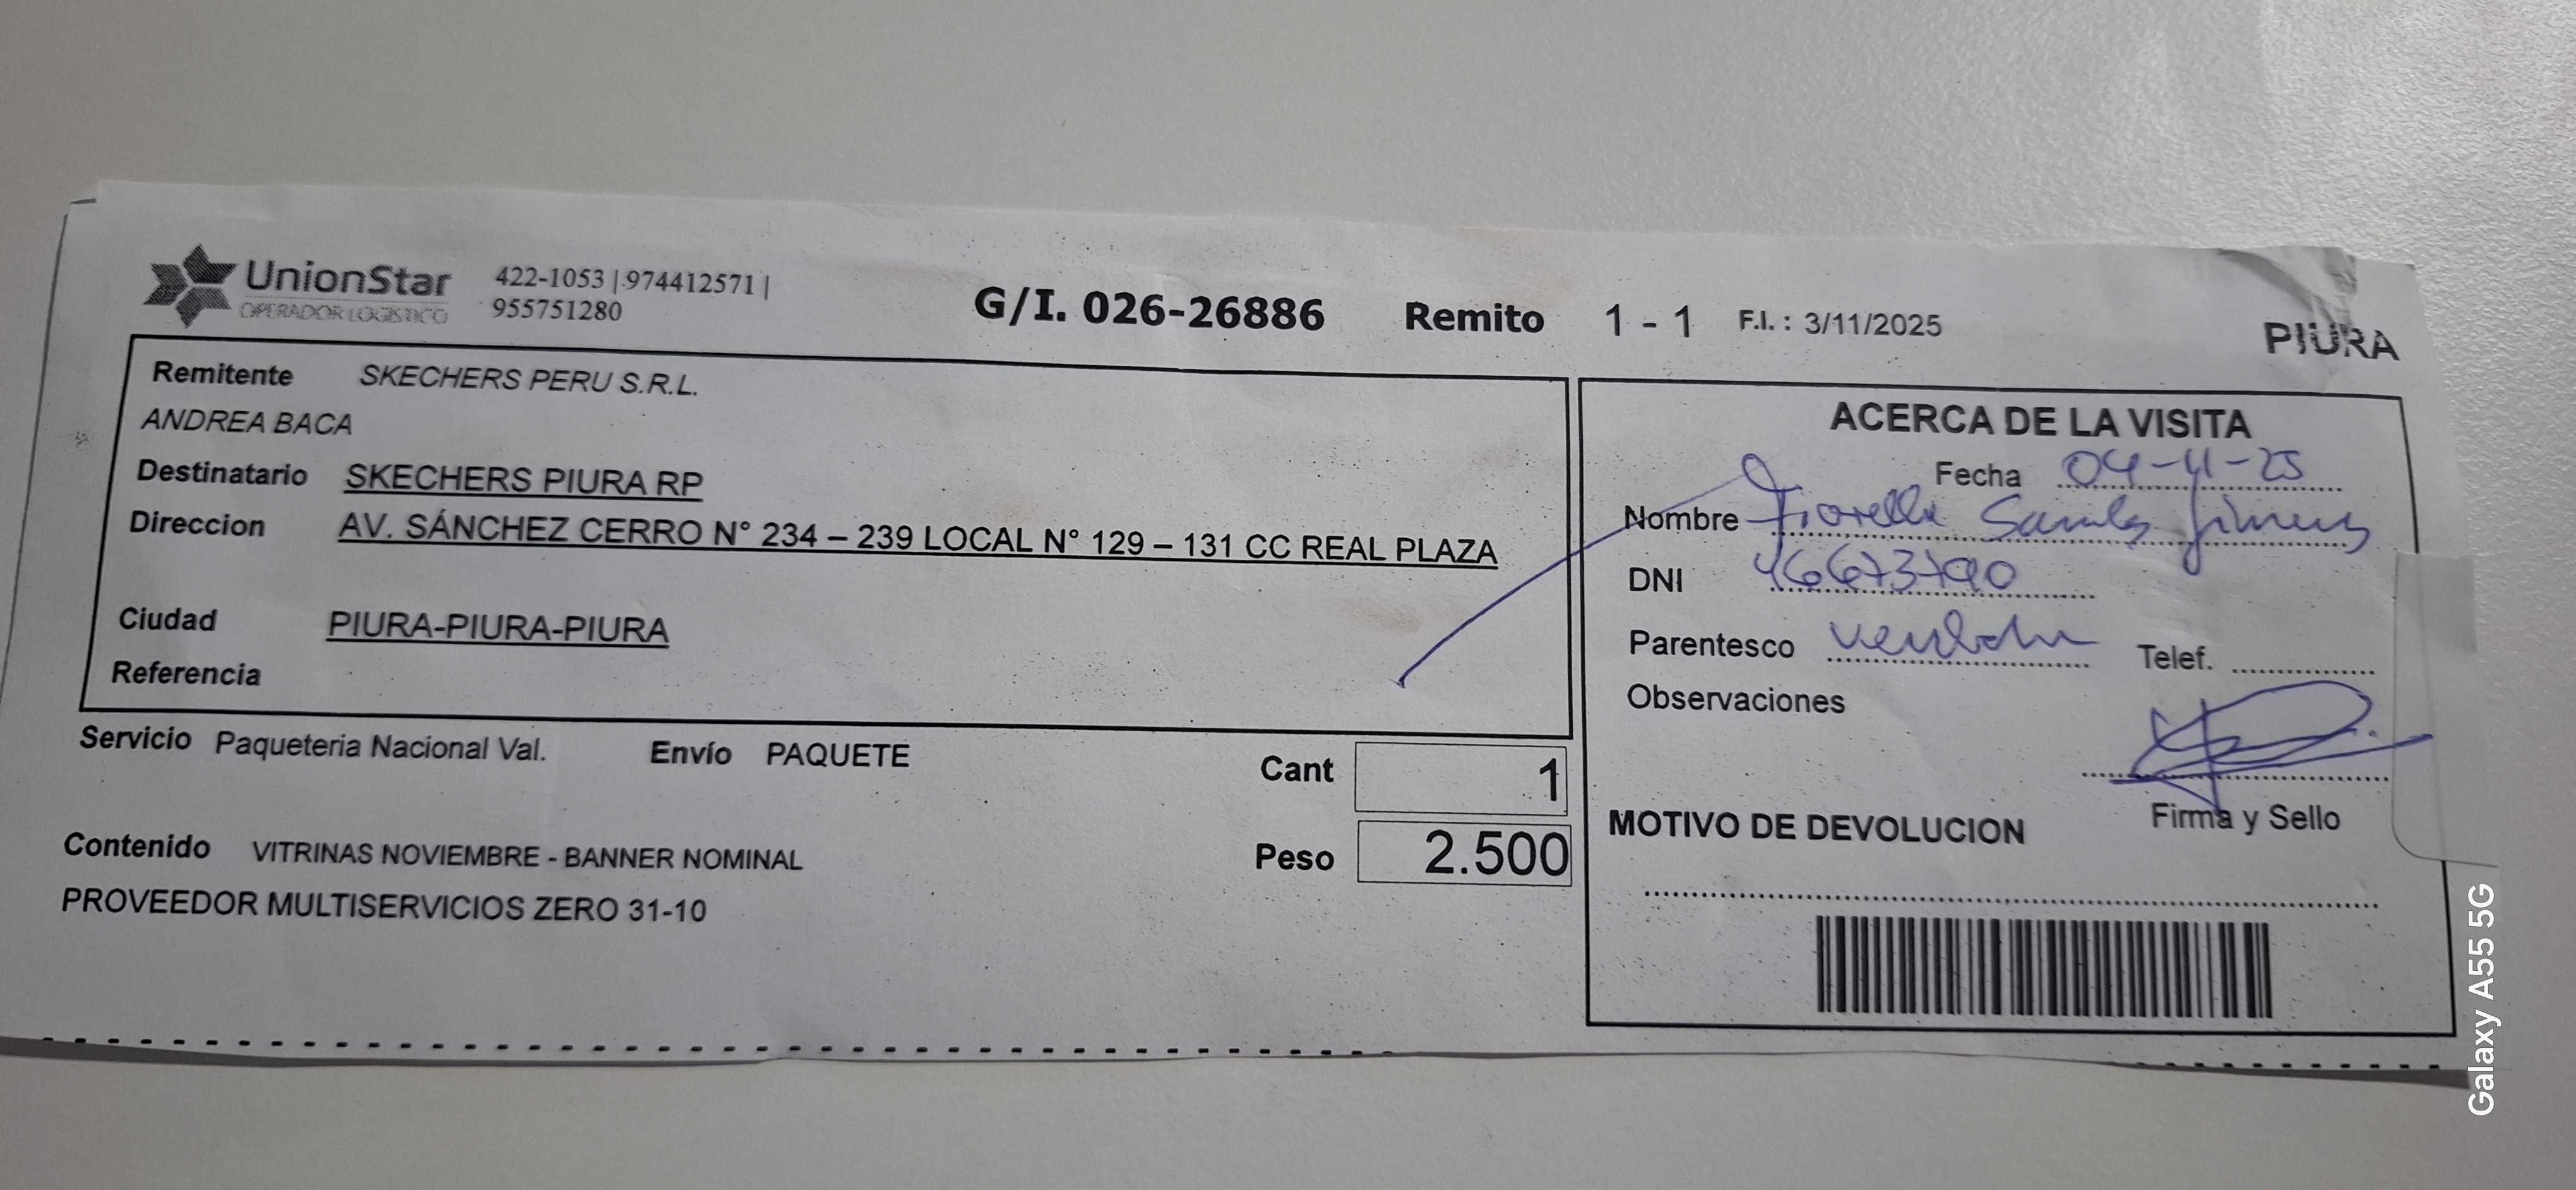 UnionStar
OPERADOR LOGÍSTICO
422-1053 | 974412571 |
955751280
G/I. 026-26886 Remito 1 - 1 F.I. : 3/11/2025
PIURA
Remitente SKECHERS PERU S.R.L.
ANDREA BACA
Destinatario SKECHERS PIURA RP
Direccion AV. SÁNCHEZ CERRO N° 234 – 239 LOCAL N° 129 – 131 CC REAL PLAZA
Ciudad PIURA-PIURA-PIURA
Referencia
Servicio Paqueteria Nacional Val. Envío PAQUETE
Cant 1
Peso 2.500
Contenido VITRINAS NOVIEMBRE - BANNER NOMINAL
PROVEEDOR MULTISERVICIOS ZERO 31-10
ACERCA DE LA VISITA
Fecha 04-11-25
Nombre Fiorella
DNI 46673790
Parentesco
Telef.
Observaciones
Firma y Sello
MOTIVO DE DEVOLUCION
Galaxy A55 5G